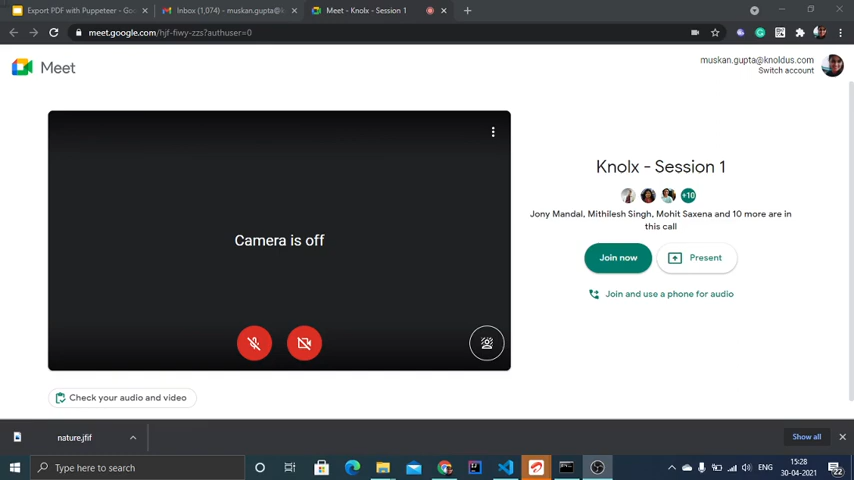 Export PDF with Puppeteer - Goo
Inbox (1,074) - muskan.gupta@k
Meet - Knolx - Session 1
meet.google.com/hjf-fiwy-zzs?authuser=0
Meet
muskan.gupta@knoldus.com
Switch account
Camera is off
Knolx - Session 1
+10
Jony Mandal, Mithilesh Singh, Mohit Saxena and 10 more are in
this call
Join now
Present
Join and use a phone for audio
Check your audio and video
nature.jfif
Show all
Type here to search
ENG
15:28
30-04-2021
22